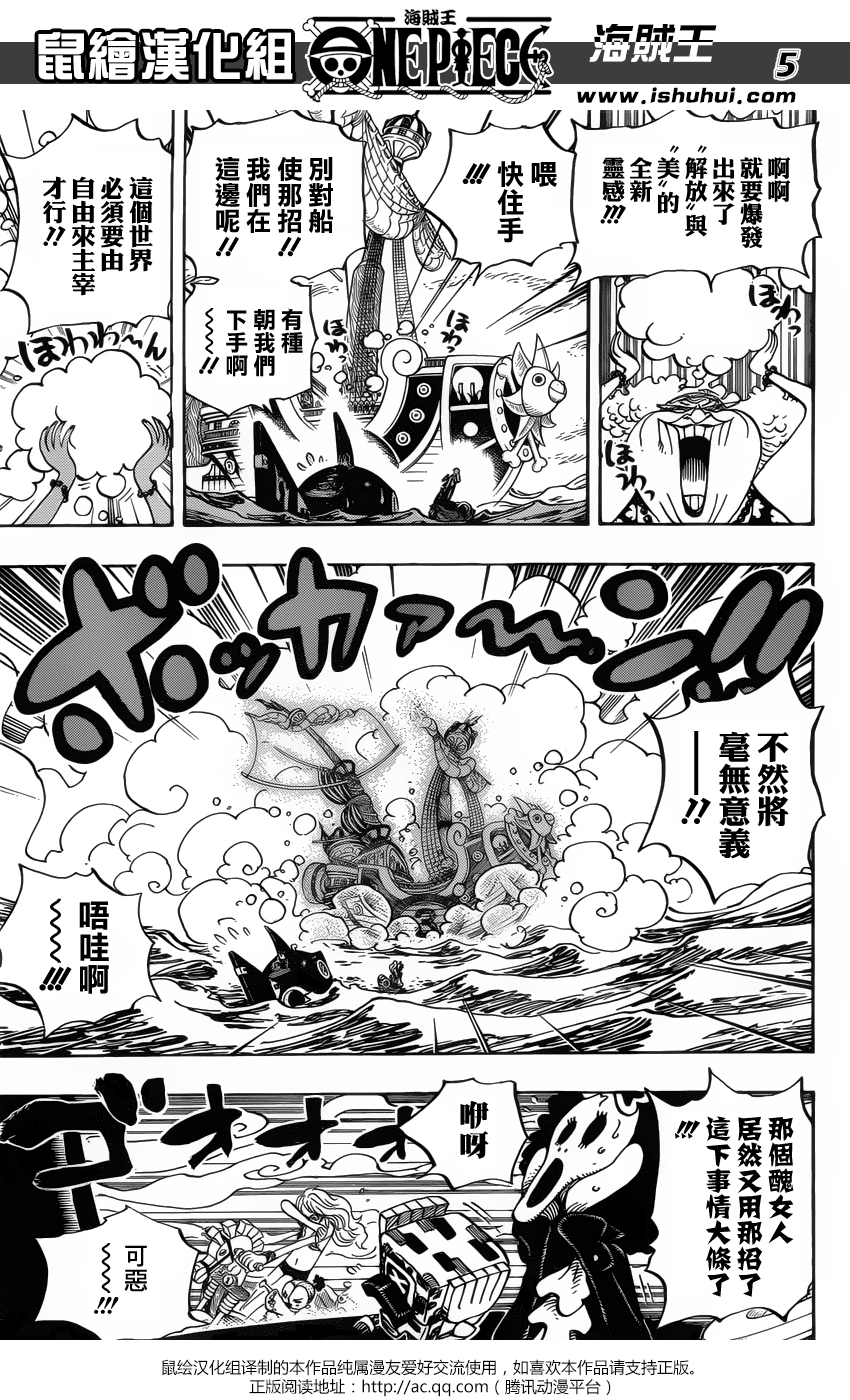 鼠繪漢化組
海賊王
ONE PIECE
海賊王
www.ishuhui.com
5
啊啊
就要爆發
出來了
〝解放〞與
〝美〞的
全新
靈感!!!
ほわっ
ほわっ
喂
快住手
!!!
別對船
使那招!!
我們在
這邊呢!!
有種
朝我們
下手啊
〜〜〜
ほわっ
ほわっ
這個世界
必須要由
自由來主宰
才行!!
ほわわ〜ん
ボッカァ〜〜ン!!!
不然將
毫無意義
——!!
唔哇啊
〜〜〜!!!
那個醜女人
居然又用那招了
這下事情大條了
!!!
咿呀
ゴオオオ
可惡
〜〜〜!!!
鼠绘汉化组译制的本作品纯属漫友爱好交流使用，如喜欢本作品请支持正版。
正版阅读地址：http://ac.qq.com（腾讯动漫平台）